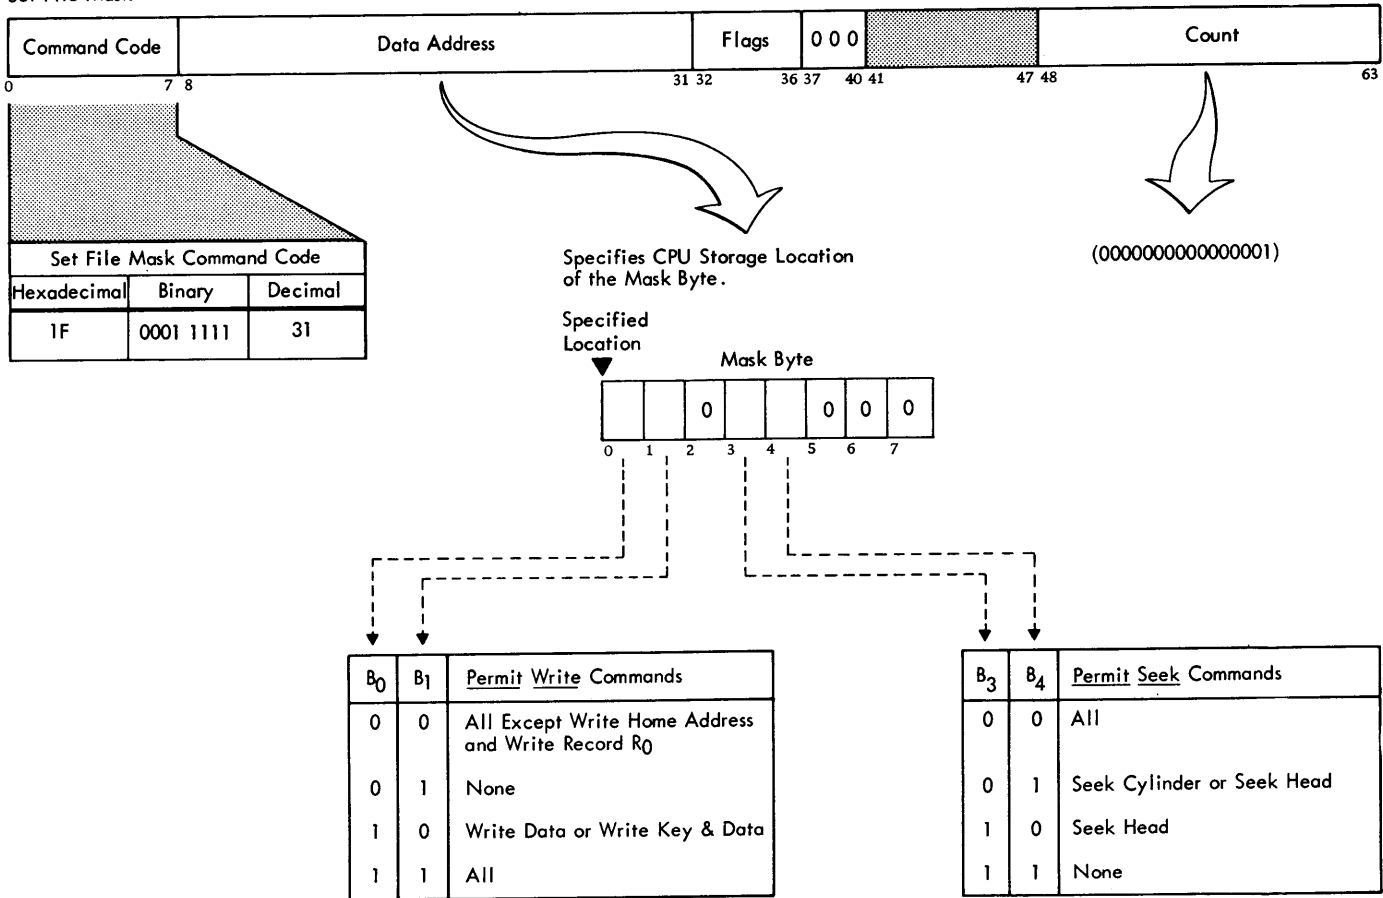 Set File Mask
Command Code Data Address Flags 0 0 0 Count
0 7 8 31 32 36 37 40 41 47 48 63
Set File Mask Command Code
Hexadecimal Binary Decimal
1F 0001 1111 31
Specifies CPU Storage Location
of the Mask Byte.
(0000000000000001)
Specified
Location
Mask Byte
0 0 0 0
0 1 2 3 4 5 6 7
B0 B1 Permit Write Commands
0 0 All Except Write Home Address
and Write Record R0
0 1 None
1 0 Write Data or Write Key & Data
1 1 All
B3 B4 Permit Seek Commands
0 0 All
0 1 Seek Cylinder or Seek Head
1 0 Seek Head
1 1 None